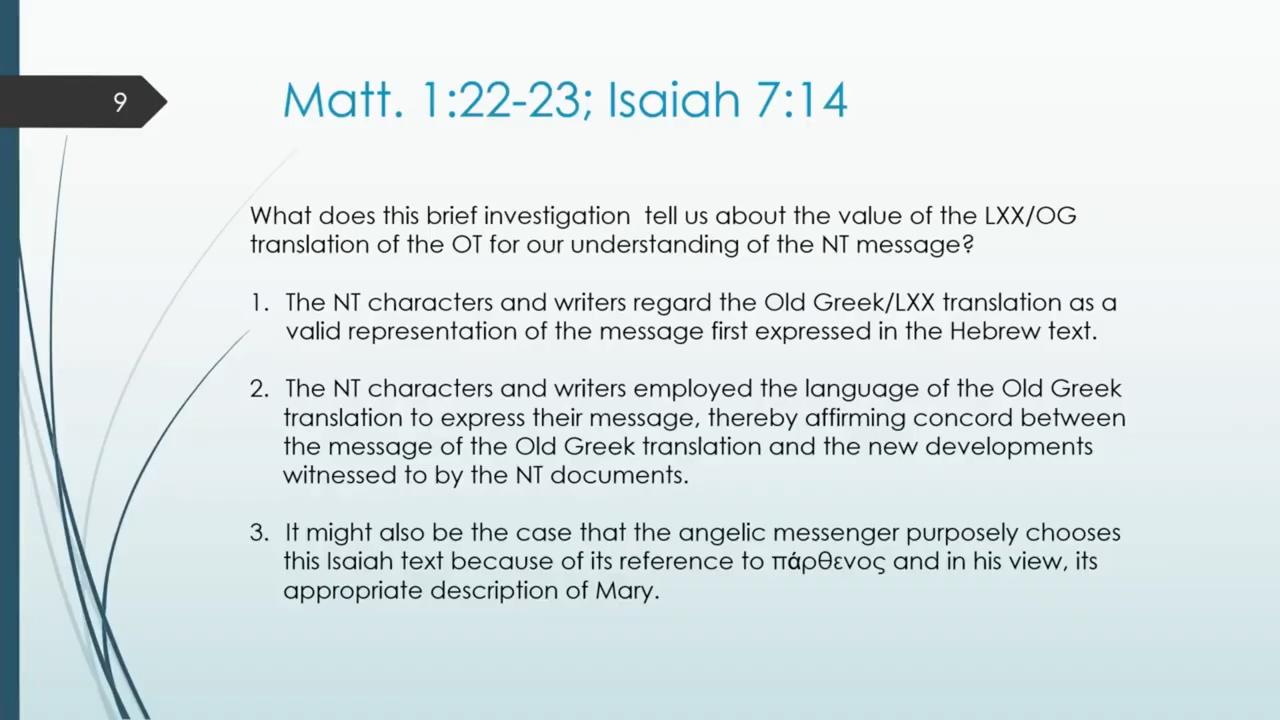 9
Matt. 1:22-23; Isaiah 7:14
What does this brief investigation  tell us about the value of the LXX/OG
translation of the OT for our understanding of the NT message?
1. The NT characters and writers regard the Old Greek/LXX translation as a
valid representation of the message first expressed in the Hebrew text.
2. The NT characters and writers employed the language of the Old Greek
translation to express their message, thereby affirming concord between
the message of the Old Greek translation and the new developments
witnessed to by the NT documents.
3. It might also be the case that the angelic messenger purposely chooses
this Isaiah text because of its reference to πάρθενος and in his view, its
appropriate description of Mary.